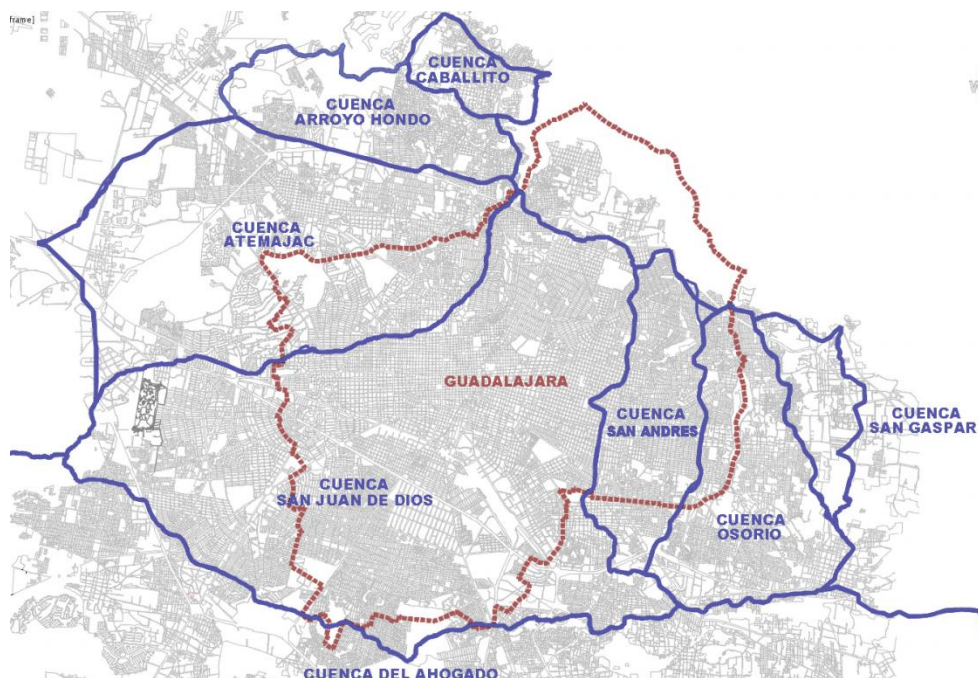 frame]
CUENCA
CABALLITO
CUENCA
ARROYO HONDO
CUENCA
ATEMAJAC
GUADALAJARA
CUENCA
SAN ANDRES
CUENCA
SAN GASPAR
CUENCA
SAN JUAN DE DIOS
CUENCA
OSORIO
CUENCA DEL AHOGADO